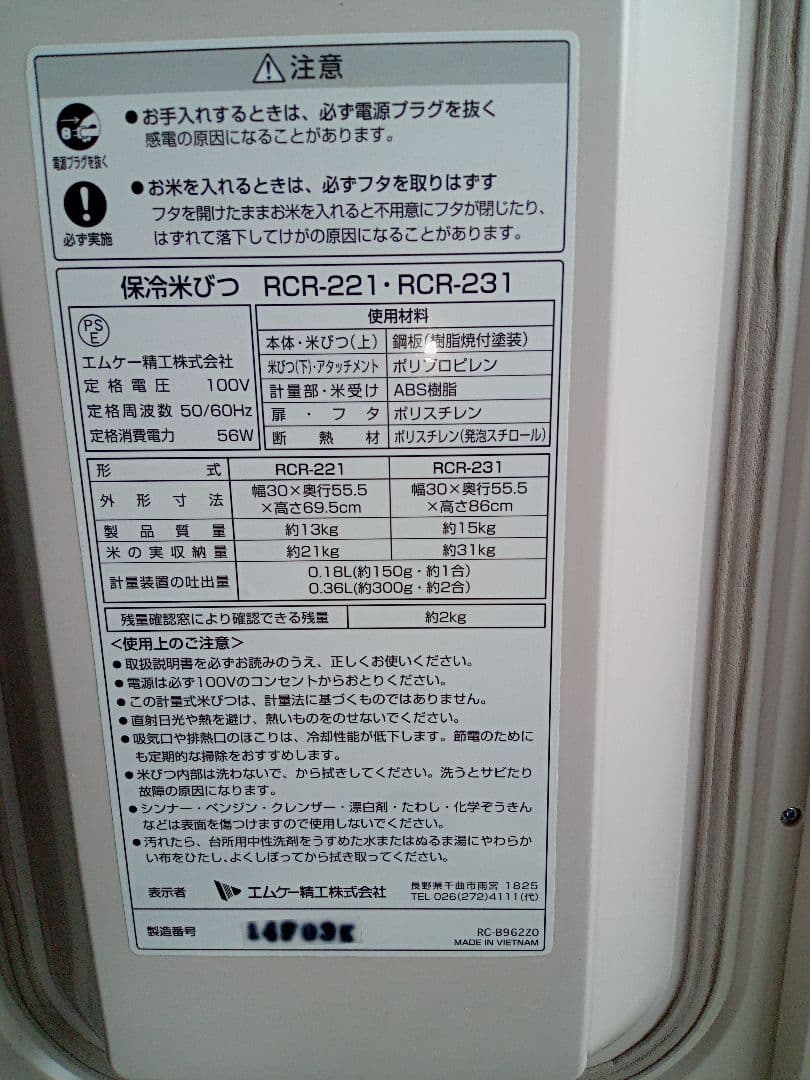 注意
電源プラグを抜く
●お手入れするときは、必ず電源プラグを抜く
感電の原因になることがあります。
必ず実施
●お米を入れるときは、必ずフタを取りはずす
フタを開けたままお米を入れると不用意にフタが閉じたり、
はずれて落下してけがの原因になることがあります。
保冷米びつ RCR-221・RCR-231
PS
E
エムケー精工株式会社
定格電圧 100V
定格周波数 50/60Hz
定格消費電力 56W
使用材料
本体・米びつ(上) 鋼板(樹脂焼付塗装)
米びつ(下)・アタッチメント ポリプロピレン
計量部・米受け ABS樹脂
扉・フタ ポリスチレン
断熱材 ポリスチレン(発泡スチロール)
形式 RCR-221 RCR-231
外形寸法 幅30×奥行55.5 幅30×奥行55.5
×高さ69.5cm ×高さ86cm
製品質量 約13kg 約15kg
米の実収納量 約21kg 約31kg
計量装置の吐出量 0.18L(約150g・約1合)
0.36L(約300g・約2合)
残量確認窓により確認できる残量 約2kg
<使用上のご注意>
●取扱説明書を必ずお読みのうえ、正しくお使いください。
●電源は必ず100Vのコンセントからおとりください。
●この計量式米びつは、計量法に基づくものではありません。
●直射日光や熱を避け、熱いものをのせないでください。
●吸気口や排熱口のほこりは、冷却性能が低下します。節電のために
も定期的な掃除をおすすめします。
●米びつ内部は洗わないで、から拭きしてください。洗うとサビたり
故障の原因になります。
●シンナー・ベンジン・クレンザー・漂白剤・たわし・化学ぞうきん
などは表面を傷つけますので使用しないでください。
●汚れたら、台所用中性洗剤をうすめた水またはぬるま湯にやわらか
い布をひたし、よくしぼってから拭き取ってください。
表示者 エムケー精工株式会社 長野県千曲市雨宮 1825
TEL 026(272)4111(代)
製造番号 14F03K RC-B96220
MADE IN VIETNAM